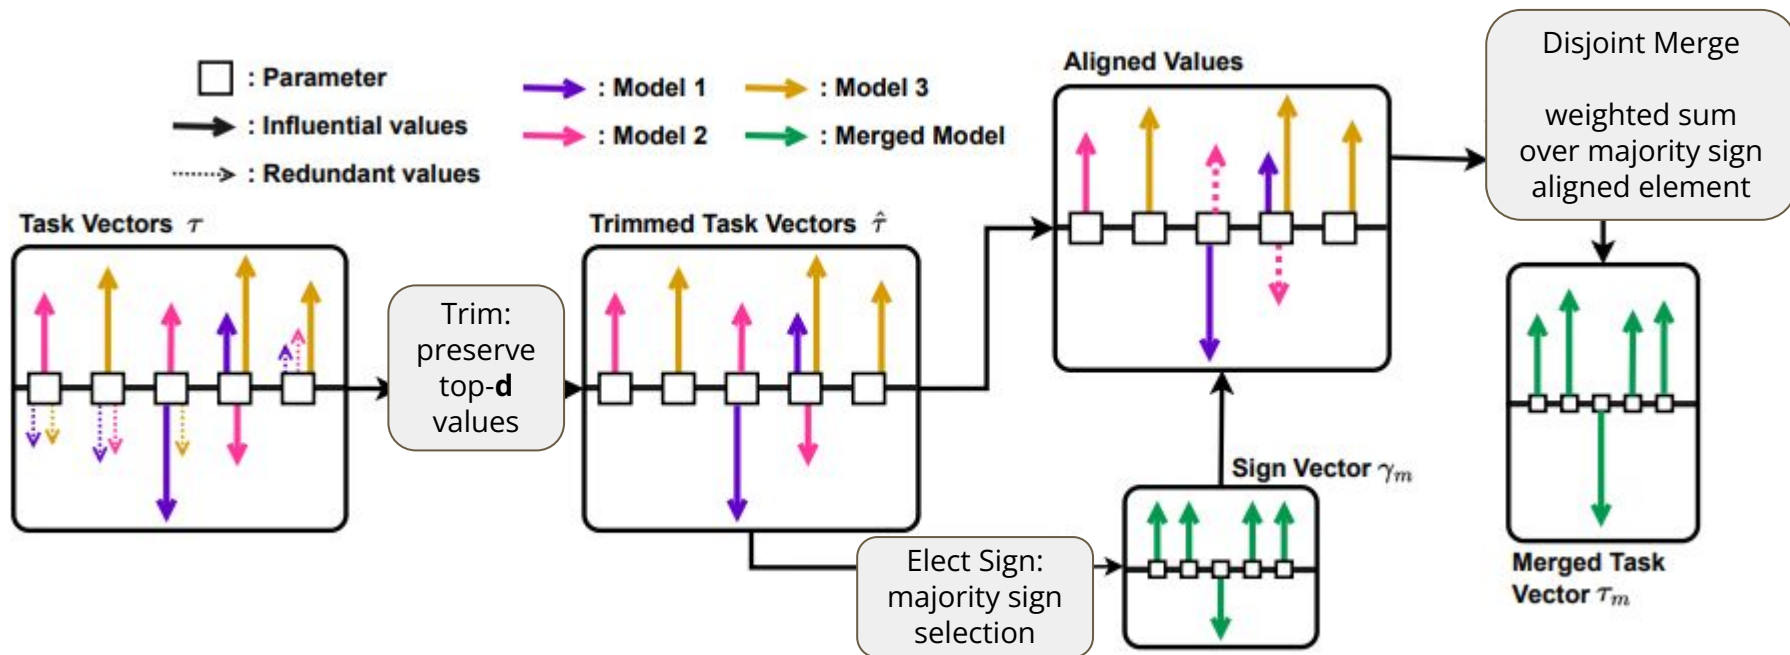 : Parameter
: Influential values
: Redundant values
: Model 1
: Model 2
: Model 3
: Merged Model
Task Vectors τ
Trim:
preserve
top-d
values
Trimmed Task Vectors τ̂
Elect Sign:
majority sign
selection
Sign Vector γₘ
Aligned Values
Disjoint Merge
weighted sum
over majority sign
aligned element
Merged Task
Vector τₘ